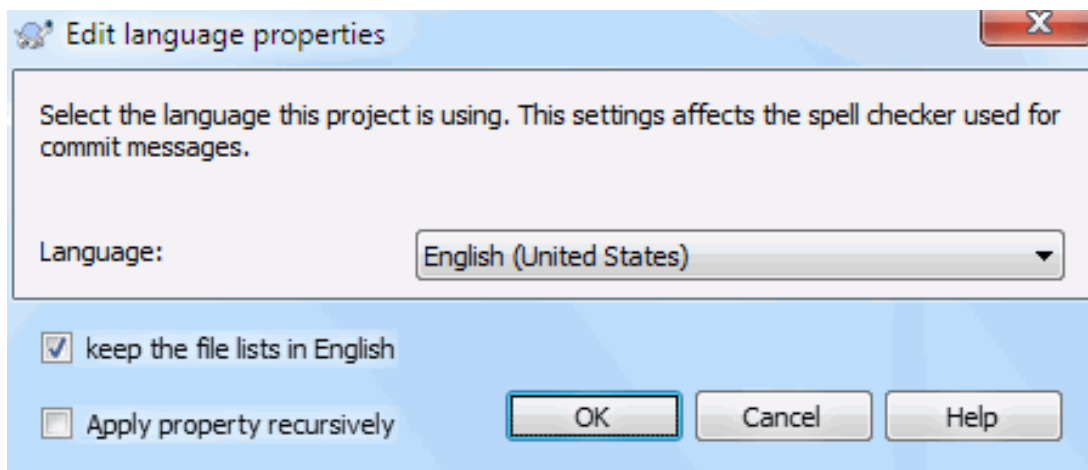 Edit language properties
Select the language this project is using. This settings affects the spell checker used for
commit messages.
Language:
English (United States)
keep the file lists in English
Apply property recursively
OK
Cancel
Help